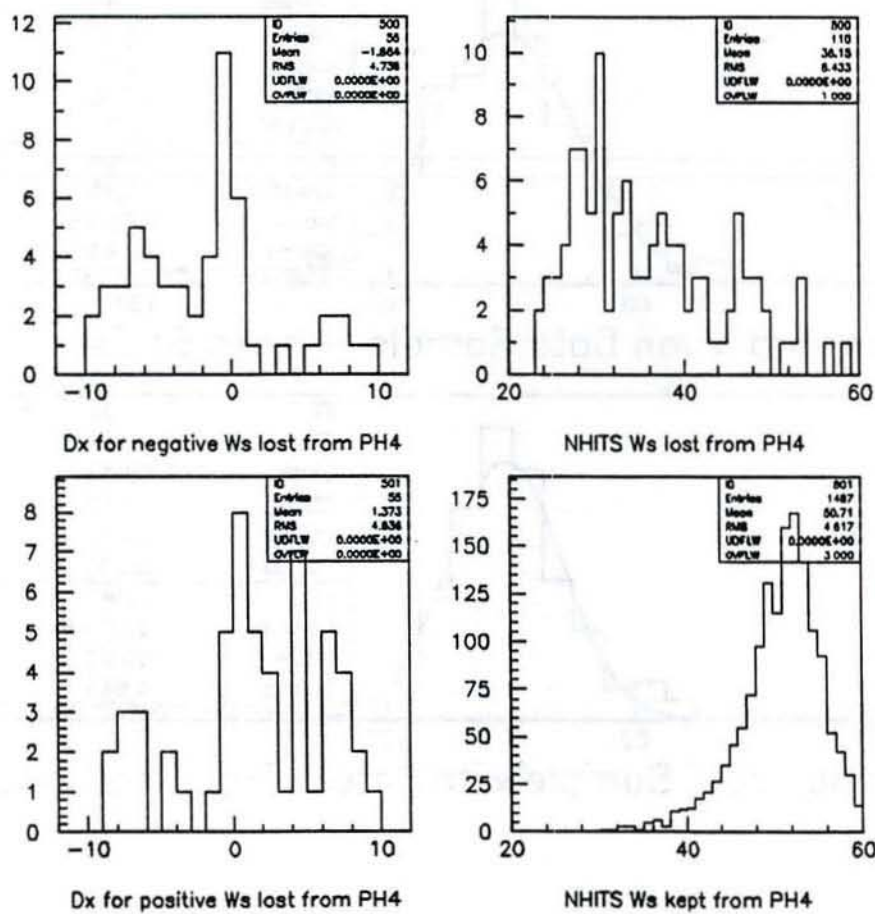 12
10
8
6
4
2
0
−10
0
10
ID 500
Entries 55
Mean −1.864
RMS 4.736
UDFLW 0.0000E+00
OVFLW 0.0000E+00
Dx for negative Ws lost from PH4
10
8
6
4
2
0
20
40
60
ID 800
Entries 110
Mean 36.15
RMS 8.433
UDFLW 0.0000E+00
OVFLW 1.000
NHITS Ws lost from PH4
8
7
6
5
4
3
2
1
0
−10
0
10
ID 501
Entries 55
Mean 1.373
RMS 4.836
UDFLW 0.0000E+00
OVFLW 0.0000E+00
Dx for positive Ws lost from PH4
175
150
125
100
75
50
25
0
20
40
60
ID 801
Entries 1487
Mean 50.71
RMS 4.617
UDFLW 0.0000E+00
OVFLW 3.000
NHITS Ws kept from PH4